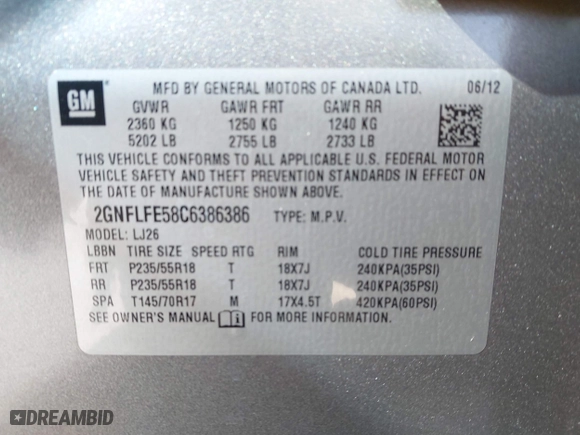 GM
MFD BY GENERAL MOTORS OF CANADA LTD. 06/12
GVWR GAWR FRT GAWR RR
2360 KG 1250 KG 1240 KG
5202 LB 2755 LB 2733 LB
THIS VEHICLE CONFORMS TO ALL APPLICABLE U.S. FEDERAL MOTOR
VEHICLE SAFETY AND THEFT PREVENTION STANDARDS IN EFFECT ON
THE DATE OF MANUFACTURE SHOWN ABOVE.
2GNFLFE58C6386386 TYPE: M.P.V.
MODEL: LJ26
LBBN TIRE SIZE SPEED RTG RIM COLD TIRE PRESSURE
FRT P235/55R18 T 18X7J 240KPA(35PSI)
RR P235/55R18 T 18X7J 240KPA(35PSI)
SPA T145/70R17 M 17X4.5T 420KPA(60PSI)
SEE OWNER'S MANUAL FOR MORE INFORMATION.
DREAMBID